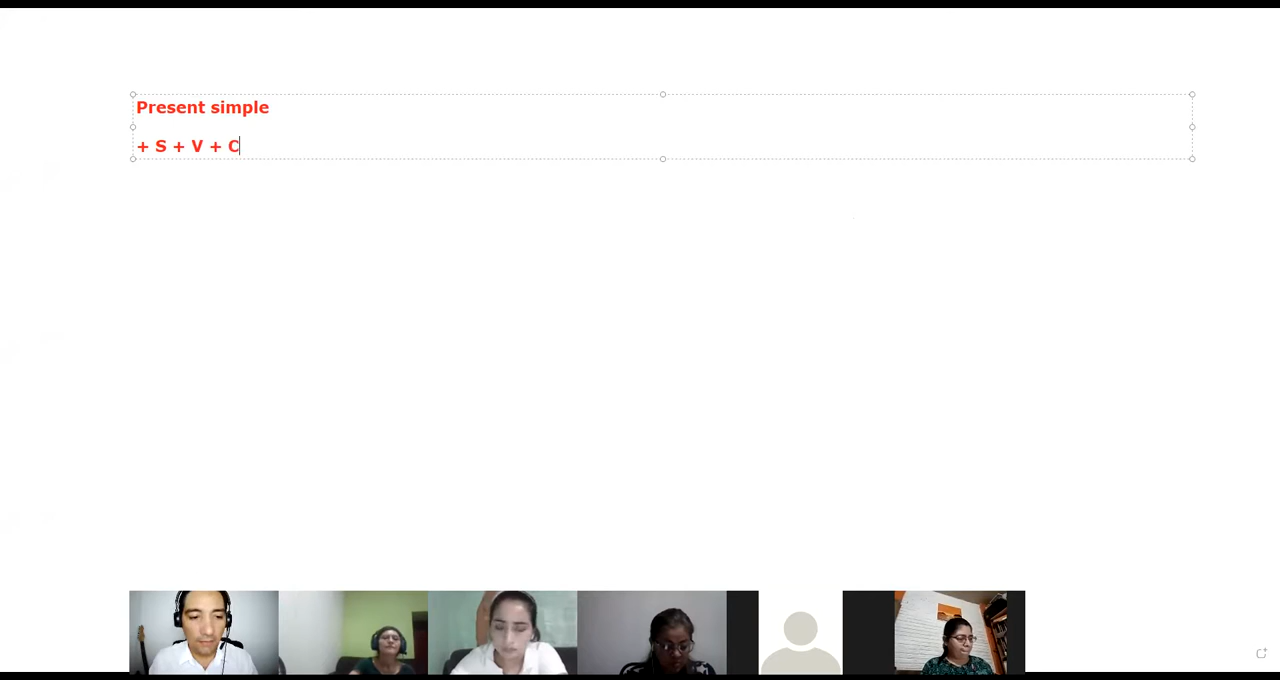 Present simple
+ S + V + C